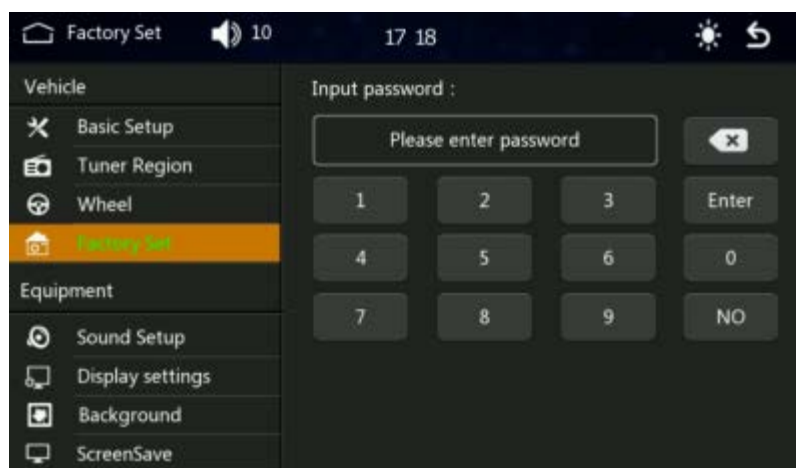 Factory Set 10 17 18
Vehicle
Basic Setup
Tuner Region
Wheel
Factory Set
Equipment
Sound Setup
Display settings
Background
ScreenSave
Input password :
Please enter password
1 2 3 Enter
4 5 6 0
7 8 9 NO